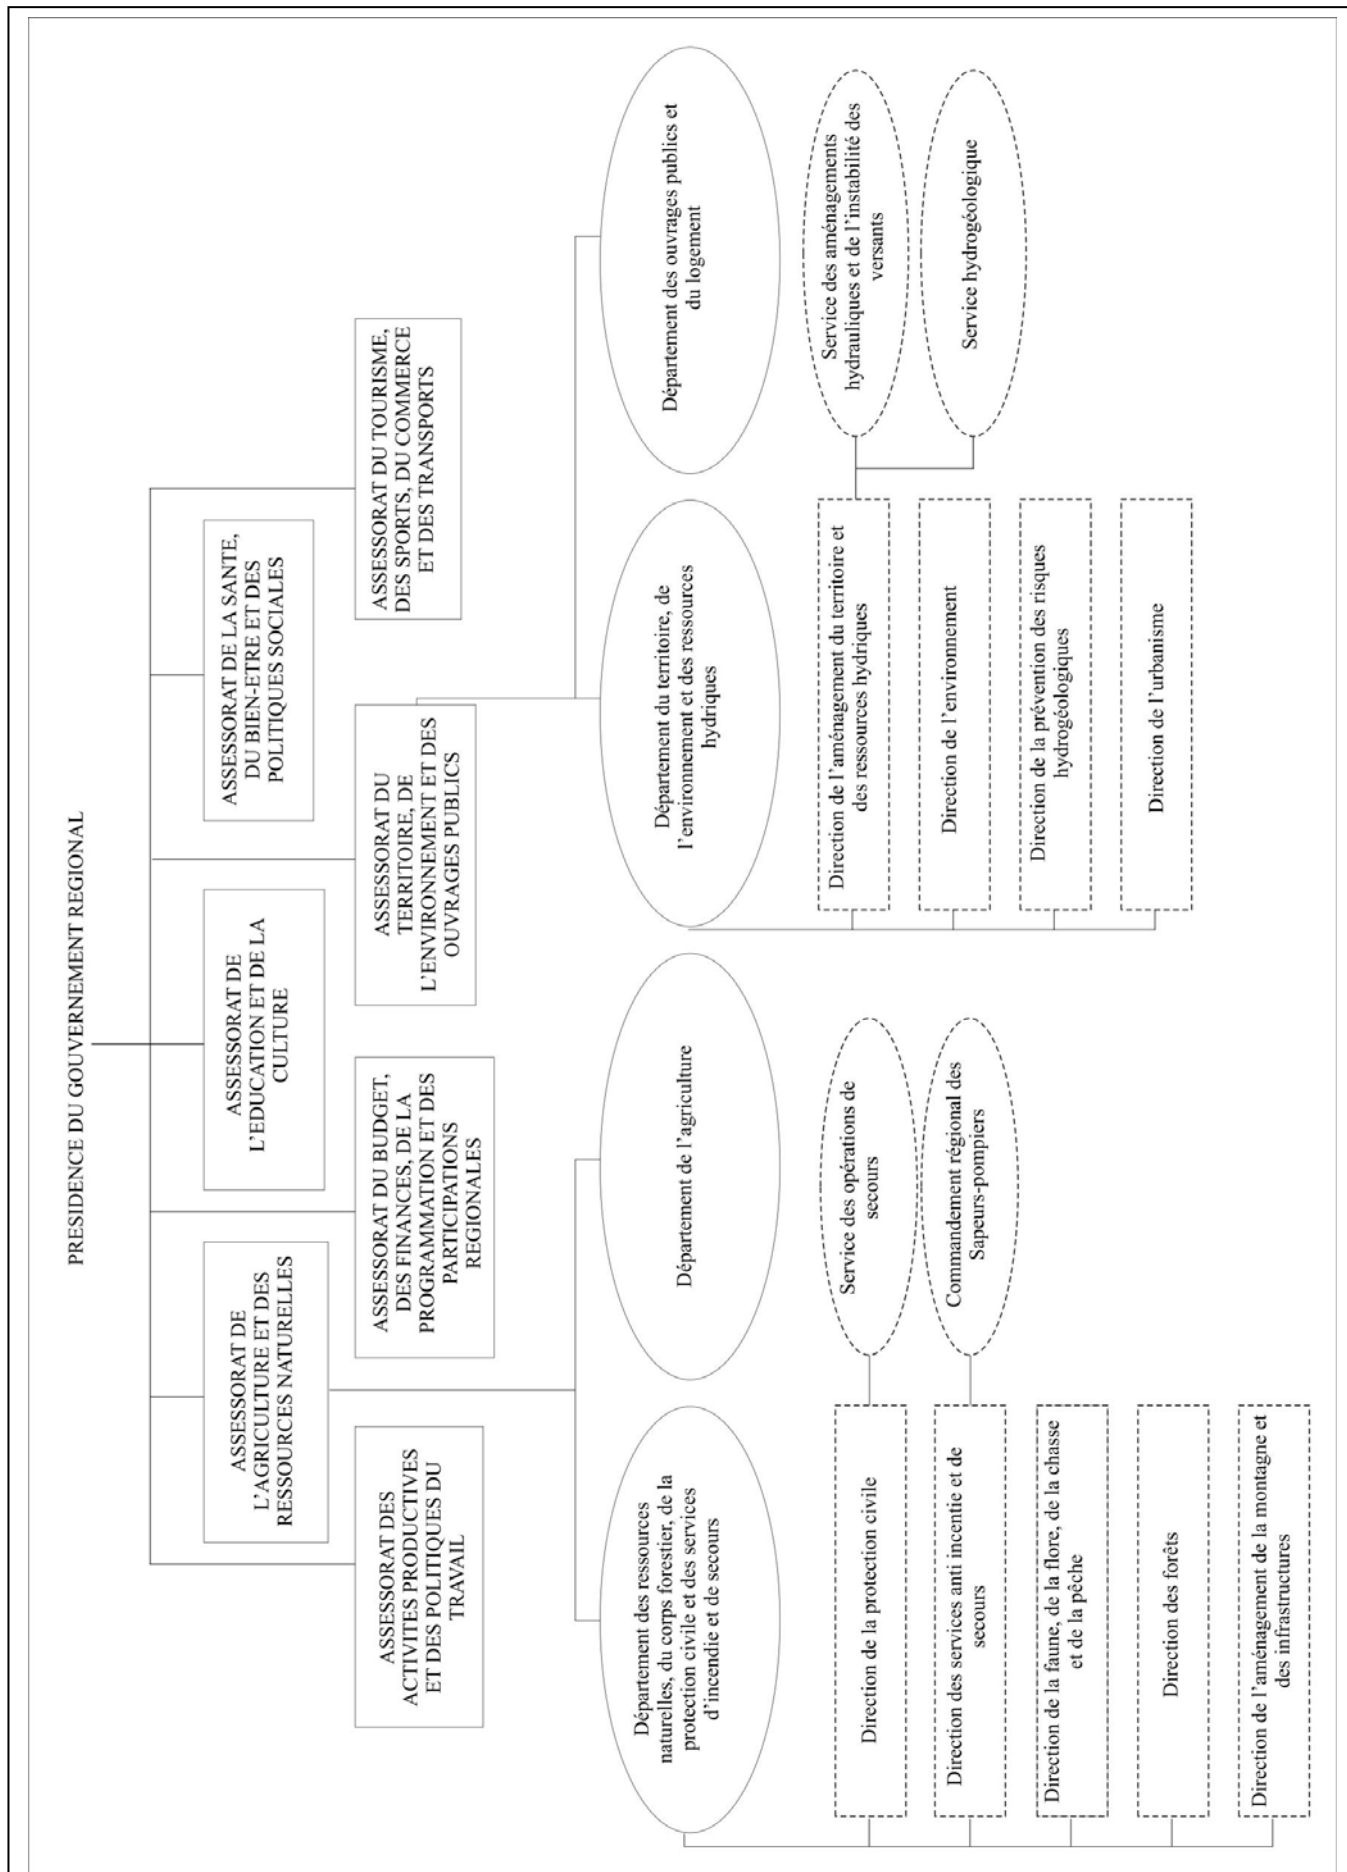 PRESIDENCE DU GOUVERNEMENT REGIONAL
ASSESSORAT DE
L'AGRICULTURE ET DES
RESSOURCES NATURELLES
ASSESSORAT DE
L'EDUCATION ET DE LA
CULTURE
ASSESSORAT DE LA SANTE,
DU BIEN-ETRE ET DES
POLITIQUES SOCIALES
ASSESSORAT DES
ACTIVITES PRODUCTIVES
ET DES POLITIQUES DU
TRAVAIL
ASSESSORAT DU BUDGET,
DES FINANCES, DE LA
PROGRAMMATION ET DES
PARTICIPATIONS
REGIONALES
ASSESSORAT DU
TERRITOIRE, DE
L'ENVIRONNEMENT ET DES
OUVRAGES PUBLICS
ASSESSORAT DU TOURISME,
DES SPORTS, DU COMMERCE
ET DES TRANSPORTS
Département des ressources
naturelles, du corps forestier, de la
protection civile et des services
d'incendie et de secours
Département de l'agriculture
Département du territoire, de
l'environnement et des ressources
hydriques
Département des ouvrages publics et
du logement
Direction de la protection civile
Service des opérations de
secours
Direction des services anti incentie et de
secours
Commandement régional des
Sapeurs-pompiers
Direction de la faune, de la flore, de la chasse
et de la pêche
Direction des forêts
Direction de l'aménagement de la montagne et
des infrastructures
Direction de l'aménagement du territoire et
des ressources hydriques
Service des aménagements
hydrauliques et de l'instabilité des
versants
Service hydrogéologique
Direction de l'environnement
Direction de la prévention des risques
hydrogéologiques
Direction de l'urbanisme